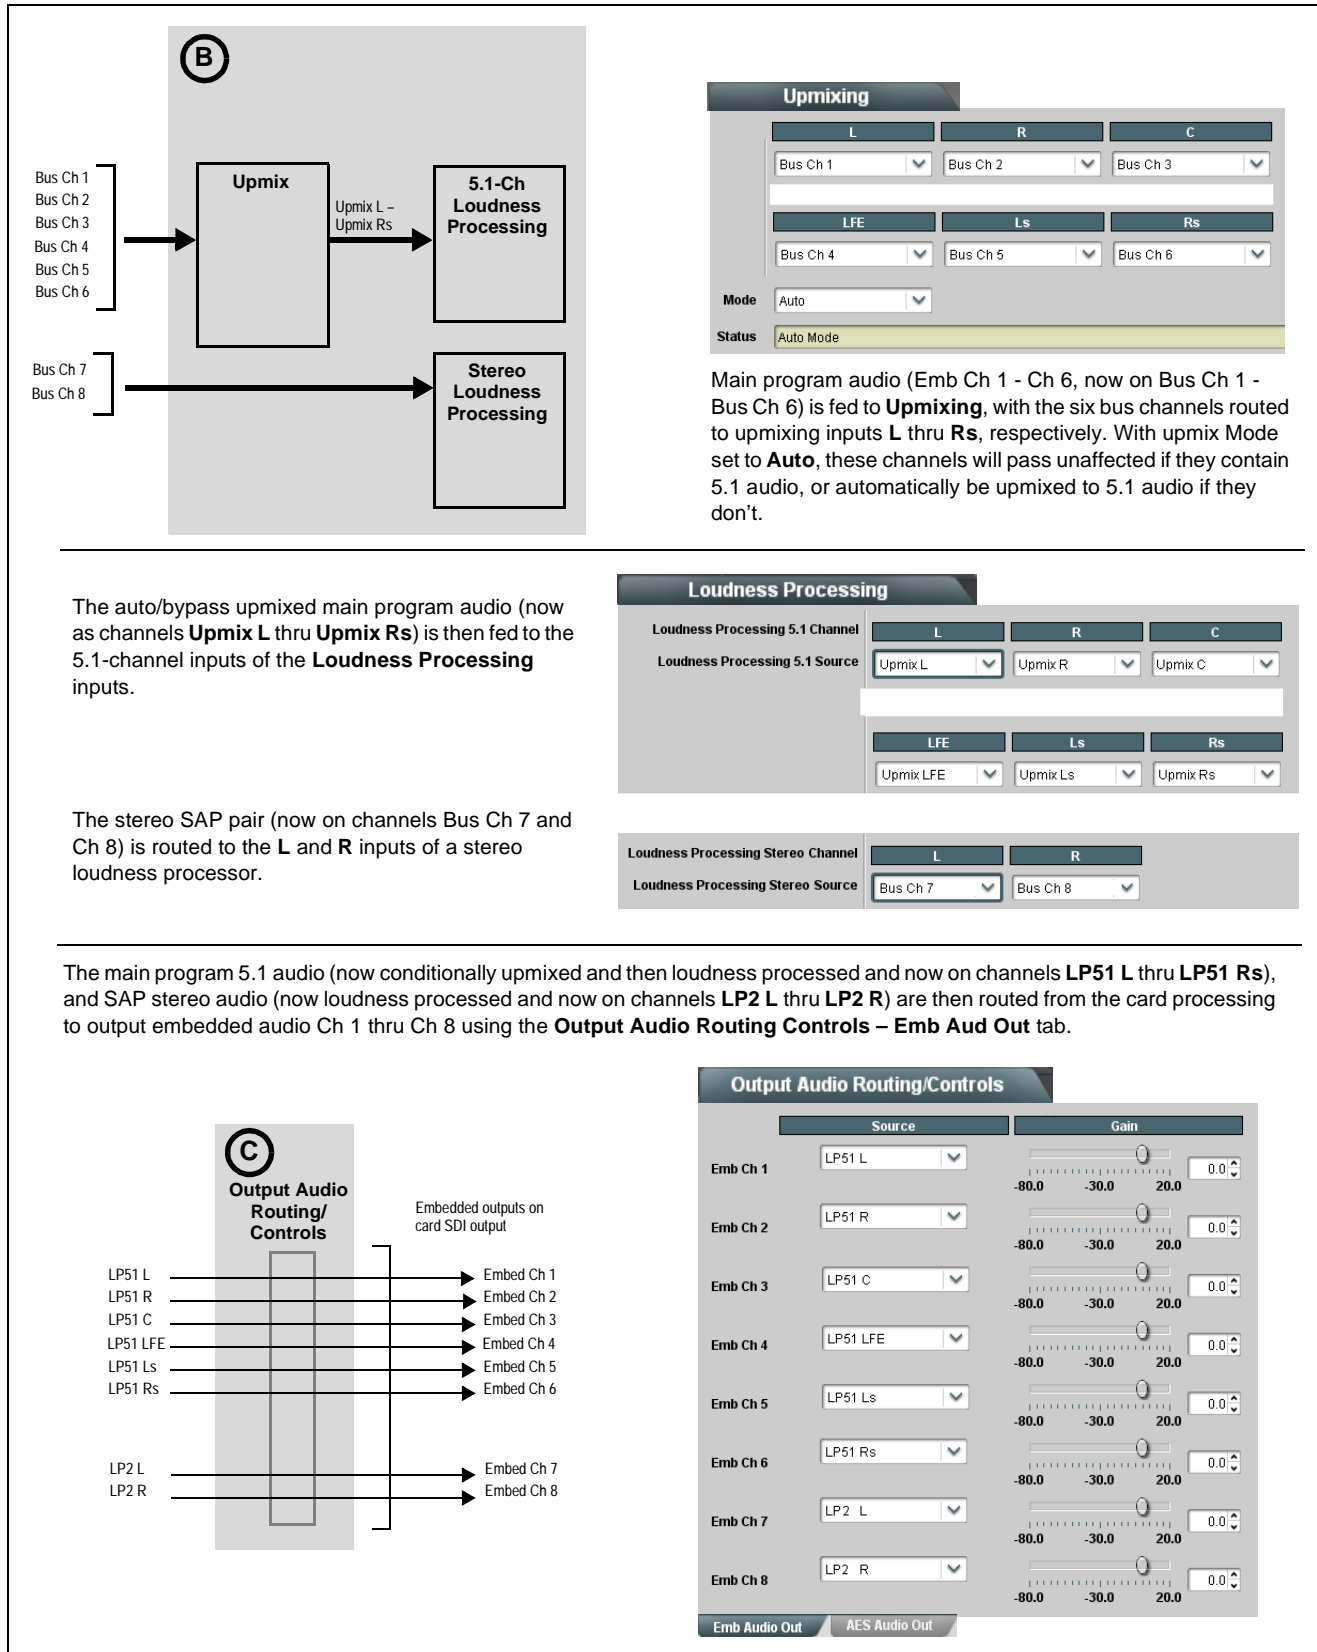 B
Bus Ch 1
Bus Ch 2
Bus Ch 3
Bus Ch 4
Bus Ch 5
Bus Ch 6
Upmix
Upmix L –
Upmix Rs
5.1-Ch
Loudness
Processing
Bus Ch 7
Bus Ch 8
Stereo
Loudness
Processing
Upmixing
L R C
Bus Ch 1 Bus Ch 2 Bus Ch 3
LFE Ls Rs
Bus Ch 4 Bus Ch 5 Bus Ch 6
Mode Auto
Status Auto Mode
Main program audio (Emb Ch 1 - Ch 6, now on Bus Ch 1 -
Bus Ch 6) is fed to Upmixing, with the six bus channels routed
to upmixing inputs L thru Rs, respectively. With upmix Mode
set to Auto, these channels will pass unaffected if they contain
5.1 audio, or automatically be upmixed to 5.1 audio if they
don't.
The auto/bypass upmixed main program audio (now
as channels Upmix L thru Upmix Rs) is then fed to the
5.1-channel inputs of the Loudness Processing
inputs.
Loudness Processing
Loudness Processing 5.1 Channel L R C
Loudness Processing 5.1 Source Upmix L Upmix R Upmix C
LFE Ls Rs
Upmix LFE Upmix Ls Upmix Rs
The stereo SAP pair (now on channels Bus Ch 7 and
Ch 8) is routed to the L and R inputs of a stereo
loudness processor.
Loudness Processing Stereo Channel L R
Loudness Processing Stereo Source Bus Ch 7 Bus Ch 8
The main program 5.1 audio (now conditionally upmixed and then loudness processed and now on channels LP51 L thru LP51 Rs),
and SAP stereo audio (now loudness processed and now on channels LP2 L thru LP2 R) are then routed from the card processing
to output embedded audio Ch 1 thru Ch 8 using the Output Audio Routing Controls – Emb Aud Out tab.
C
Output Audio
Routing/
Controls
Embedded outputs on
card SDI output
LP51 L Embed Ch 1
LP51 R Embed Ch 2
LP51 C Embed Ch 3
LP51 LFE Embed Ch 4
LP51 Ls Embed Ch 5
LP51 Rs Embed Ch 6
LP2 L Embed Ch 7
LP2 R Embed Ch 8
Output Audio Routing/Controls
Source Gain
Emb Ch 1 LP51 L 0.0
-80.0 -30.0 20.0
Emb Ch 2 LP51 R 0.0
-80.0 -30.0 20.0
Emb Ch 3 LP51 C 0.0
-80.0 -30.0 20.0
Emb Ch 4 LP51 LFE 0.0
-80.0 -30.0 20.0
Emb Ch 5 LP51 Ls 0.0
-80.0 -30.0 20.0
Emb Ch 6 LP51 Rs 0.0
-80.0 -30.0 20.0
Emb Ch 7 LP2 L 0.0
-80.0 -30.0 20.0
Emb Ch 8 LP2 R 0.0
-80.0 -30.0 20.0
Emb Audio Out AES Audio Out